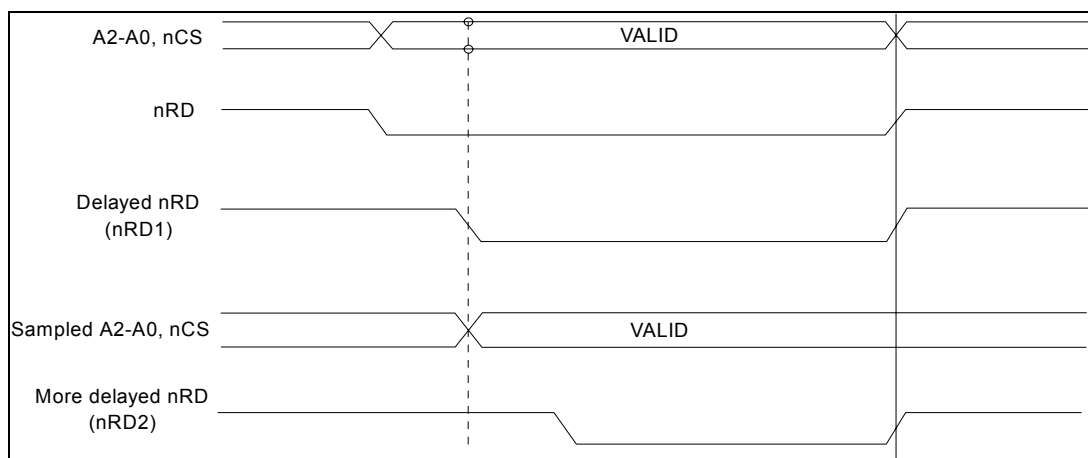 A2-A0, nCS
VALID
nRD
Delayed nRD
(nRD1)
Sampled A2-A0, nCS
VALID
More delayed nRD
(nRD2)